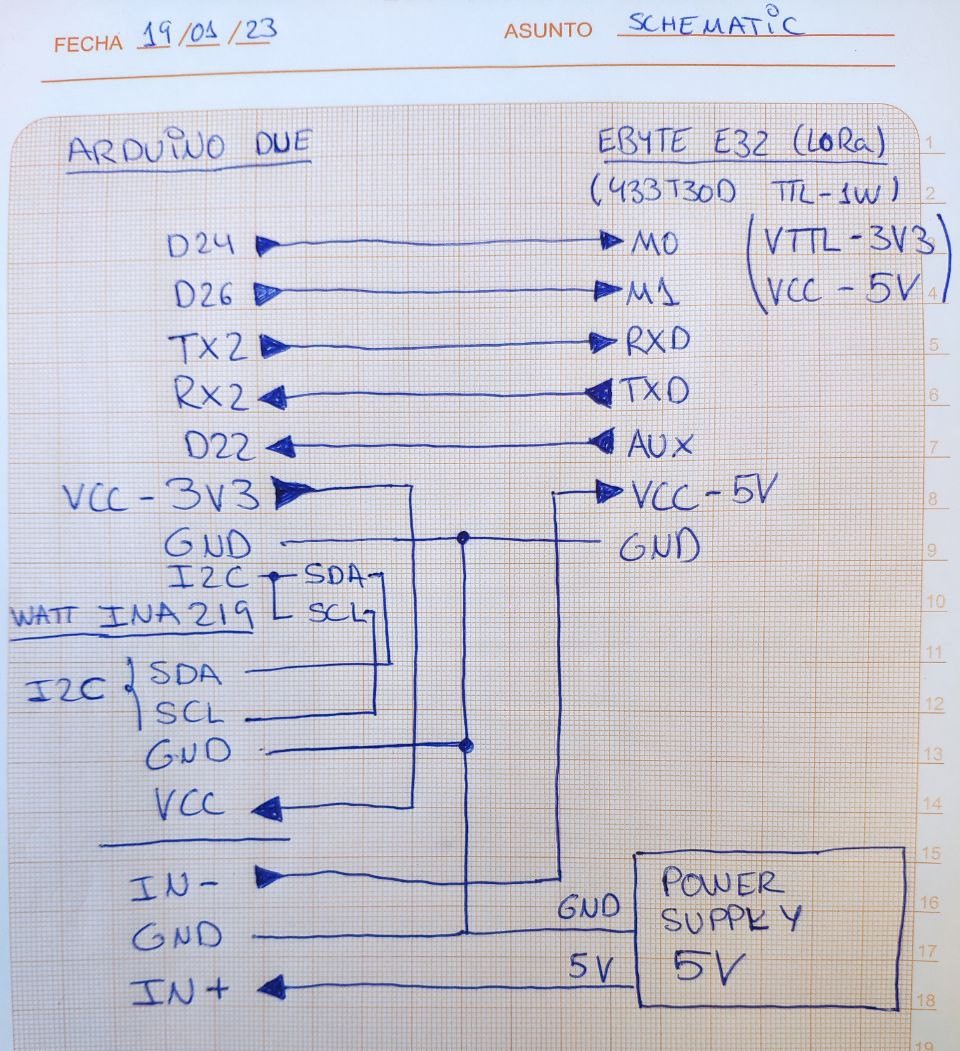 FECHA 19/01/23 ASUNTO SCHEMATIC
ARDUINO DUE EBYTE E32 (LORa)
(433T30D TTL-1W)
D24 M0 (VTTL-3V3
D26 M1 VCC-5V)
TX2 RXD
RX2 TXD
D22 AUX
VCC-3V3 VCC-5V
GND GND
I2C SDA
SCL
WATT INA219
I2C { SDA
SCL
GND
VCC
IN-
GND GND
IN+ 5V
POWER
SUPPLY
5V
1
2
4
5
6
7
8
9
10
11
12
13
14
15
16
17
18
19